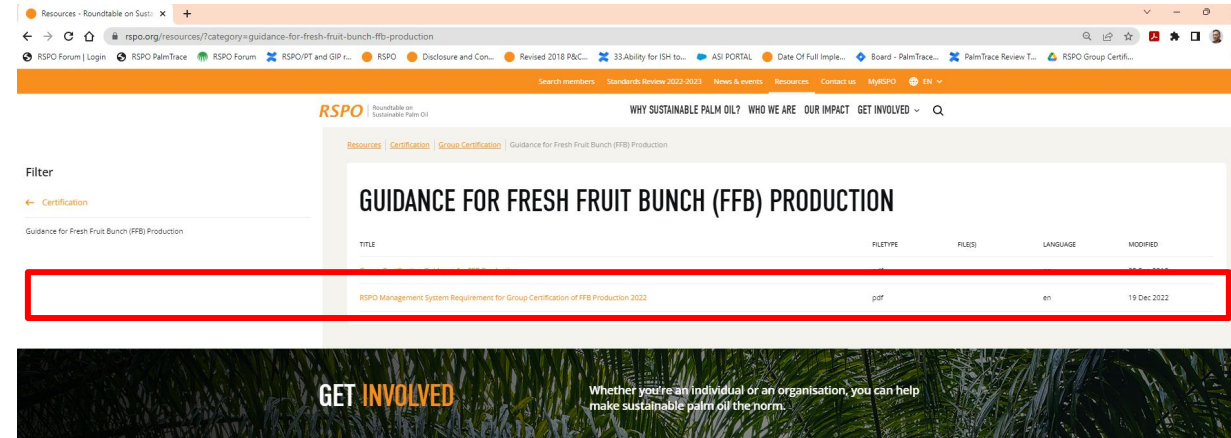 Resources - Roundtable on Susta
rspo.org/resources/?category=guidance-for-fresh-fruit-bunch-ffb-production
RSPO Forum | Login RSPO PalmTrace RSPO Forum RSPO/PT and GIP r... RSPO Disclosure and Con... Revised 2018 P&C... 33.Ability for ISH to... ASI PORTAL Date Of Full Imple... Board - PalmTrace... PalmTrace Review T... RSPO Group Certifi...
Search members Standards Review 2022-2023 News & events Resources Contact us MyRSPO EN
RSPO Roundtable on Sustainable Palm Oil WHY SUSTAINABLE PALM OIL? WHO WE ARE OUR IMPACT GET INVOLVED
Resources Certification Group Certification Guidance for Fresh Fruit Bunch (FFB) Production
Filter
← Certification
Guidance for Fresh Fruit Bunch (FFB) Production
GUIDANCE FOR FRESH FRUIT BUNCH (FFB) PRODUCTION
TITLE FILETYPE FILE(S) LANGUAGE MODIFIED
RSPO Management System Requirement for Group Certification of FFB Production 2022 pdf en 19 Dec 2022
GET INVOLVED
Whether you're an individual or an organisation, you can help
make sustainable palm oil the norm.